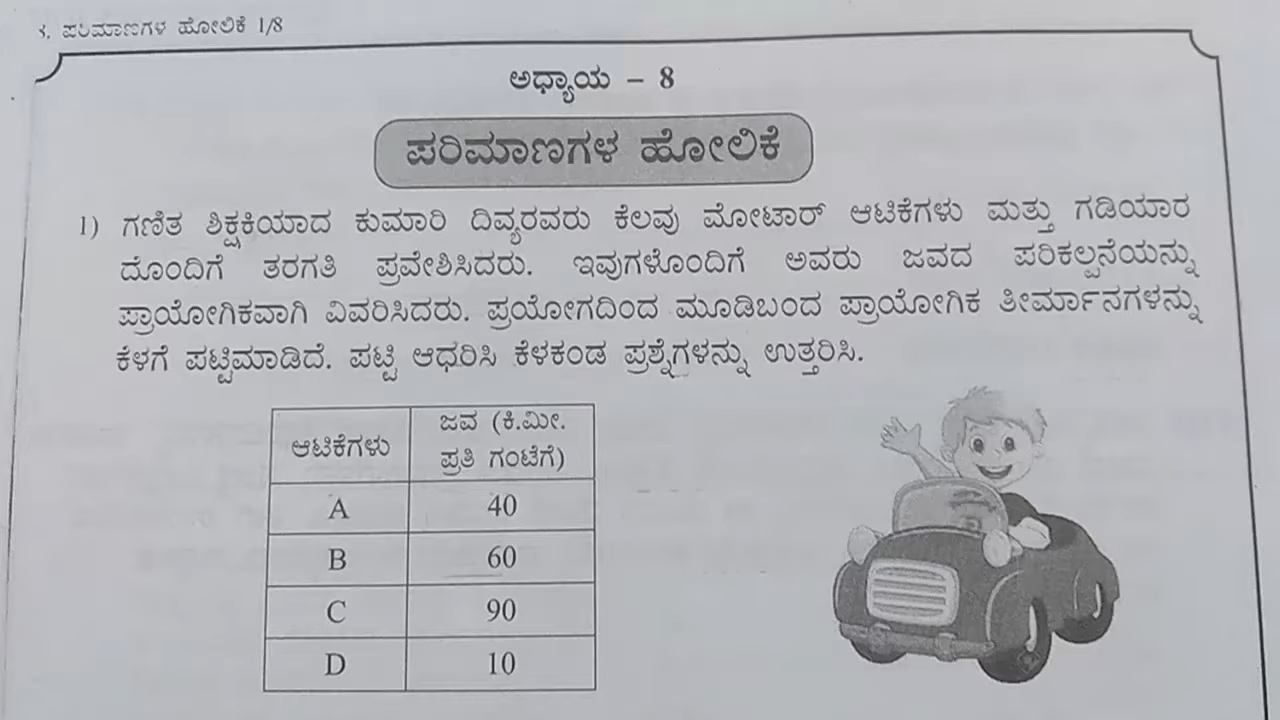 8. ಪರಿಮಾಣಗಳ ಹೋಲಿಕೆ 1/8
ಅಧ್ಯಾಯ – 8
ಪರಿಮಾಣಗಳ ಹೋಲಿಕೆ
1) ಗಣಿತ ಶಿಕ್ಷಕಿಯಾದ ಕುಮಾರಿ ದಿವ್ಯರವರು ಕೆಲವು ಮೋಟಾರ್ ಆಟಿಕೆಗಳು ಮತ್ತು ಗಡಿಯಾರ
ದೊಂದಿಗೆ ತರಗತಿ ಪ್ರವೇಶಿಸಿದರು. ಇವುಗಳೊಂದಿಗೆ ಅವರು ಜವದ ಪರಿಕಲ್ಪನೆಯನ್ನು
ಪ್ರಾಯೋಗಿಕವಾಗಿ ವಿವರಿಸಿದರು. ಪ್ರಯೋಗದಿಂದ ಮೂಡಿಬಂದ ಪ್ರಾಯೋಗಿಕ ತೀರ್ಮಾನಗಳನ್ನು
ಕೆಳಗೆ ಪಟ್ಟಿಮಾಡಿದೆ. ಪಟ್ಟಿ ಆಧರಿಸಿ ಕೆಳಕಂಡ ಪ್ರಶ್ನೆಗಳನ್ನು ಉತ್ತರಿಸಿ.
ಆಟಿಕೆಗಳು ಜವ (ಕಿ.ಮೀ.
ಪ್ರತಿ ಗಂಟೆಗೆ)
A 40
B 60
C 90
D 10